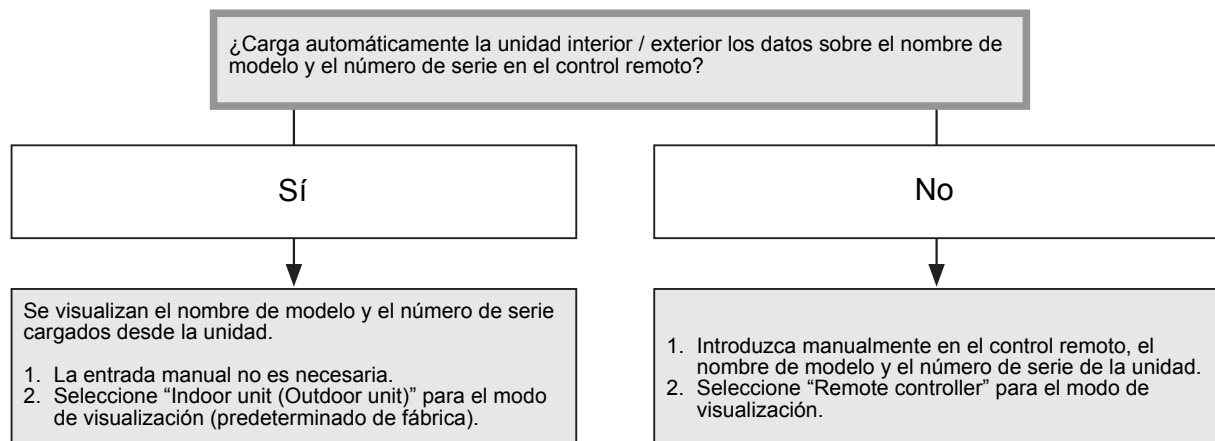 ¿Carga automáticamente la unidad interior / exterior los datos sobre el nombre de
modelo y el número de serie en el control remoto?
Sí
No
Se visualizan el nombre de modelo y el número de serie
cargados desde la unidad.
1. La entrada manual no es necesaria.
2. Seleccione “Indoor unit (Outdoor unit)” para el modo
de visualización (predeterminado de fábrica).
1. Introduzca manualmente en el control remoto, el
nombre de modelo y el número de serie de la unidad.
2. Seleccione “Remote controller” para el modo de
visualización.